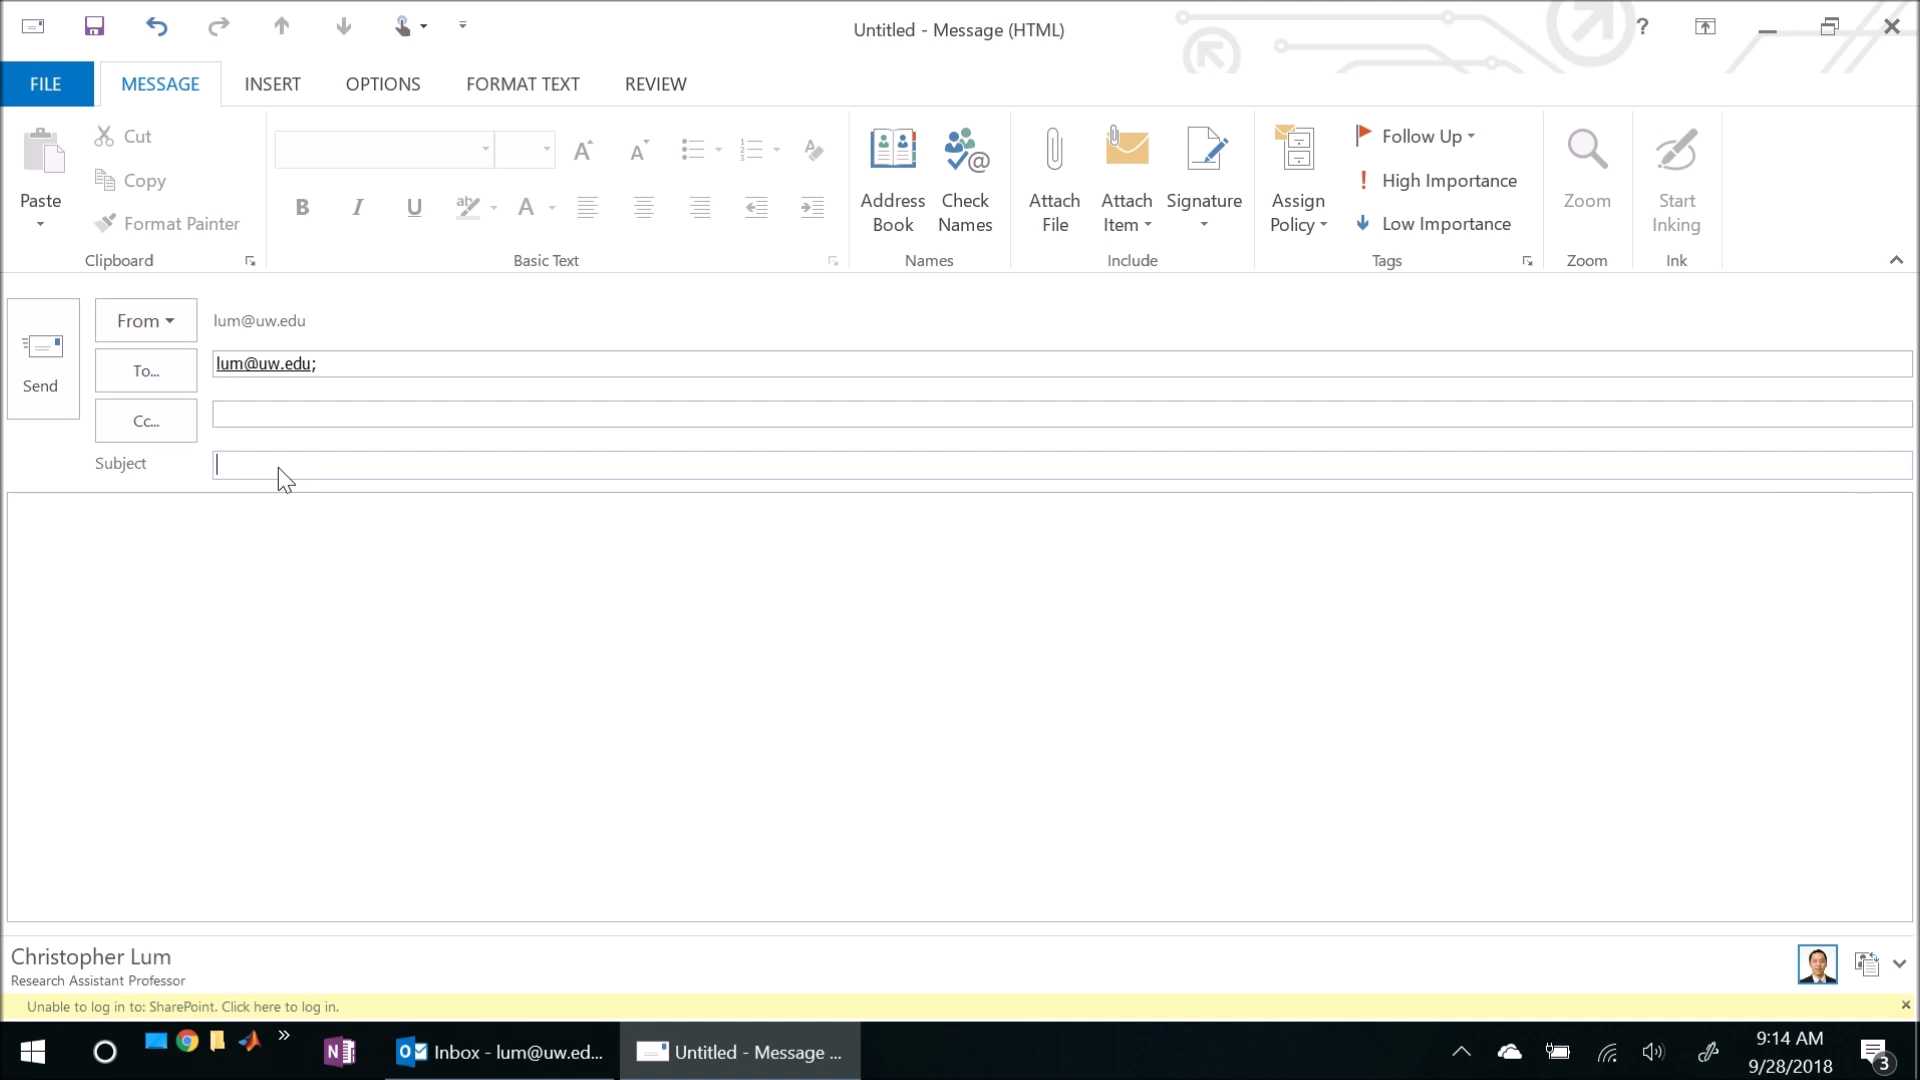 Untitled - Message (HTML)
?
FILE
MESSAGE
INSERT
OPTIONS
FORMAT TEXT
REVIEW
Paste
Cut
Copy
Format Painter
Clipboard
B I U
Basic Text
Address Book
Check Names
Names
Attach File
Attach Item
Signature
Include
Assign Policy
Follow Up
High Importance
Low Importance
Tags
Zoom
Zoom
Start Inking
Ink
Send
From
lum@uw.edu
To...
lum@uw.edu;
Cc...
Subject
Christopher Lum
Research Assistant Professor
Unable to log in to: SharePoint. Click here to log in.
Inbox - lum@uw.ed...
Untitled - Message ...
9:14 AM
9/28/2018
3